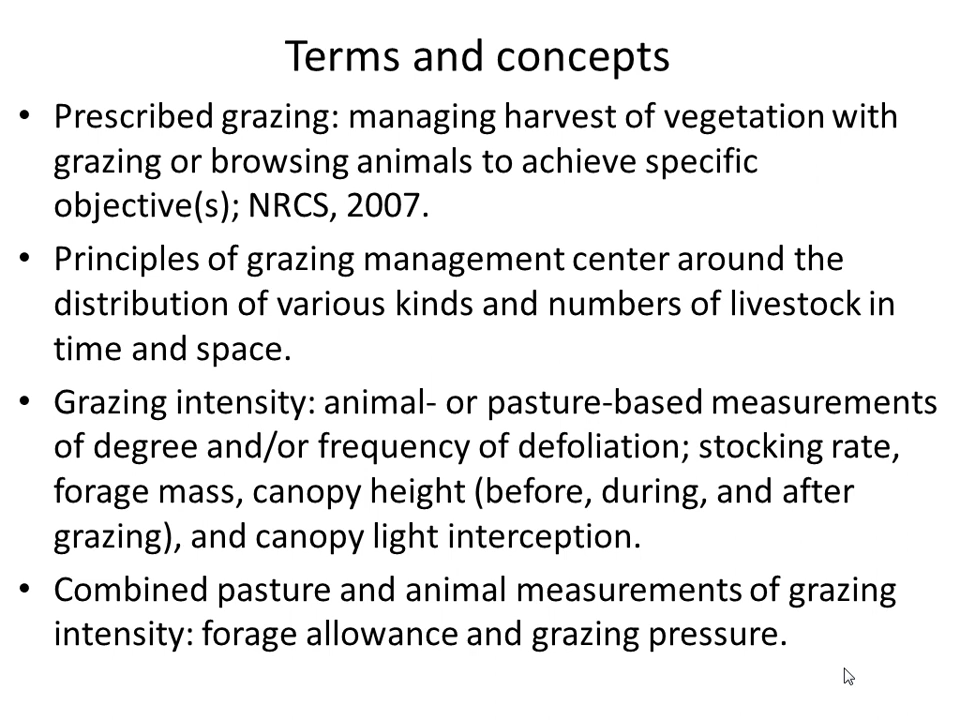 Terms and concepts
• Prescribed grazing: managing harvest of vegetation with
grazing or browsing animals to achieve specific
objective(s); NRCS, 2007.
• Principles of grazing management center around the
distribution of various kinds and numbers of livestock in
time and space.
• Grazing intensity: animal- or pasture-based measurements
of degree and/or frequency of defoliation; stocking rate,
forage mass, canopy height (before, during, and after
grazing), and canopy light interception.
• Combined pasture and animal measurements of grazing
intensity: forage allowance and grazing pressure.